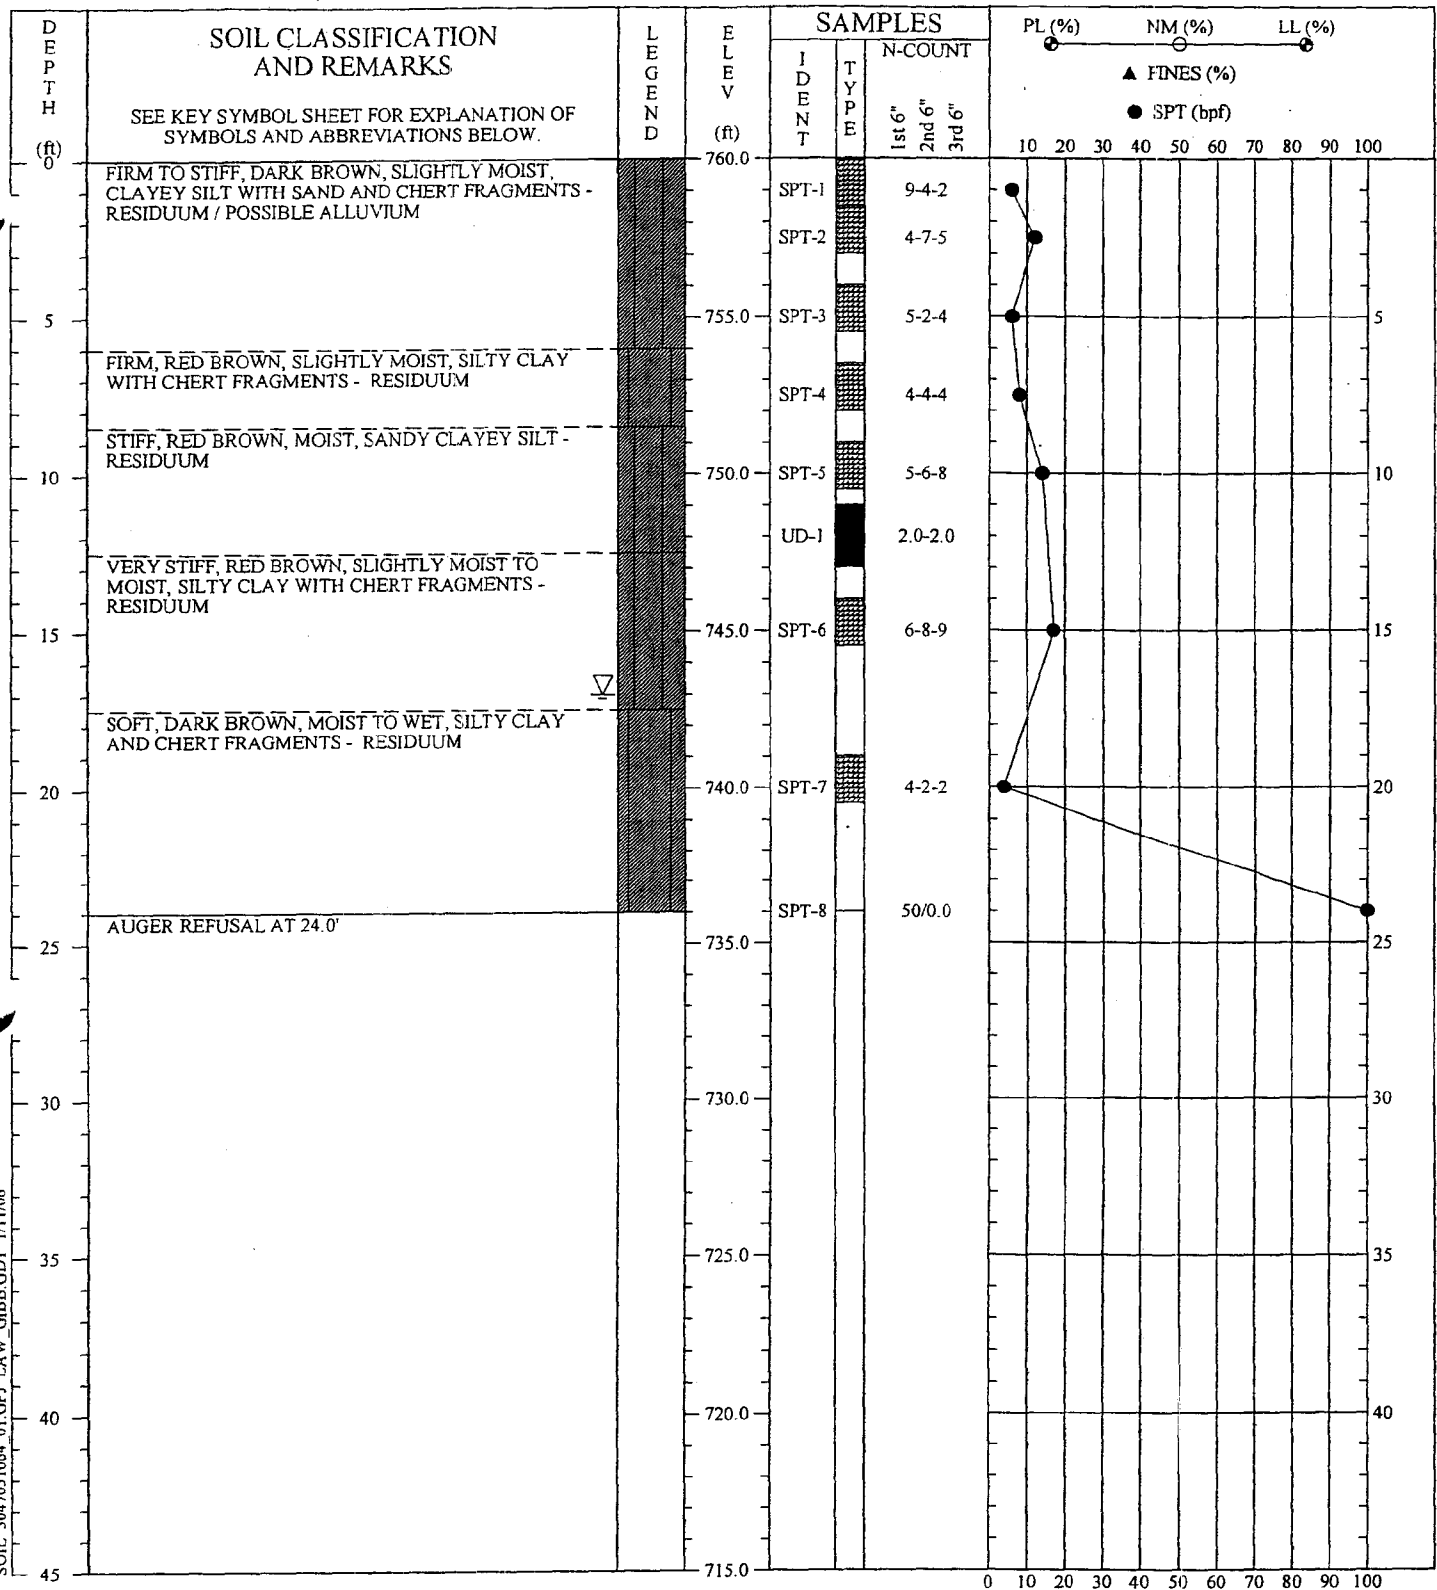 DEPTH
(ft)
SOIL CLASSIFICATION
AND REMARKS
SEE KEY SYMBOL SHEET FOR EXPLANATION OF
SYMBOLS AND ABBREVIATIONS BELOW.
LEGEND
ELEV
(ft)
SAMPLES
IDENT
TYPE
N-COUNT
1st 6"
2nd 6"
3rd 6"
PL (%) NM (%) LL (%)
▲ FINES (%)
● SPT (bpf)
10 20 30 40 50 60 70 80 90 100
0
760.0
FIRM TO STIFF, DARK BROWN, SLIGHTLY MOIST,
CLAYEY SILT WITH SAND AND CHERT FRAGMENTS -
RESIDUUM / POSSIBLE ALLUVIUM
SPT-1 9-4-2
SPT-2 4-7-5
5 755.0 SPT-3 5-2-4 5
FIRM, RED BROWN, SLIGHTLY MOIST, SILTY CLAY
WITH CHERT FRAGMENTS - RESIDUUM
SPT-4 4-4-4
STIFF, RED BROWN, MOIST, SANDY CLAYEY SILT -
RESIDUUM
10 750.0 SPT-5 5-6-8 10
UD-1 2.0-2.0
VERY STIFF, RED BROWN, SLIGHTLY MOIST TO
MOIST, SILTY CLAY WITH CHERT FRAGMENTS -
RESIDUUM
15 745.0 SPT-6 6-8-9 15
SOFT, DARK BROWN, MOIST TO WET, SILTY CLAY
AND CHERT FRAGMENTS - RESIDUUM
20 740.0 SPT-7 4-2-2 20
SPT-8 50/0.0
AUGER REFUSAL AT 24.0'
25 735.0 25
30 730.0 30
35 725.0 35
40 720.0 40
45 715.0
0 10 20 30 40 50 60 70 80 90 100